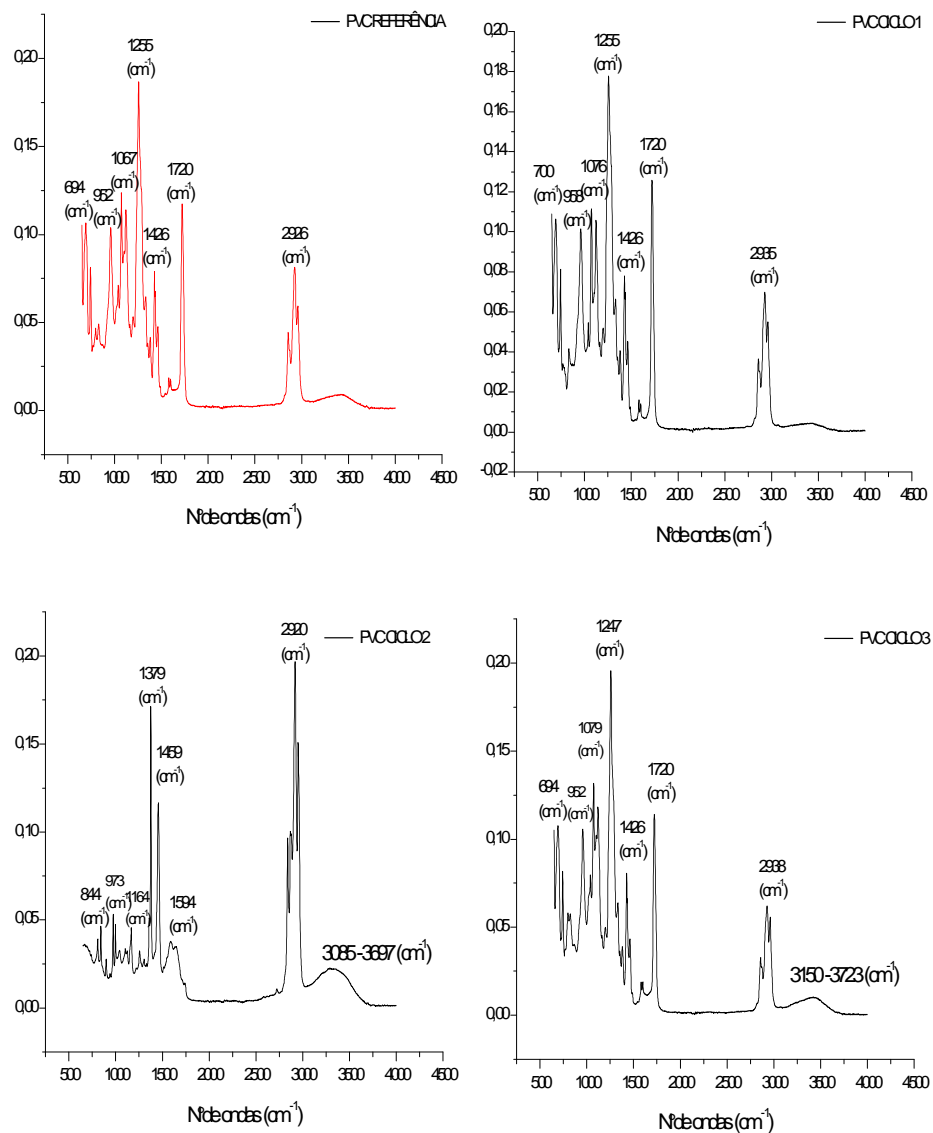 PVC REFERÊNCIA
0,20
0,15
0,10
0,05
0,00
1255
(cm⁻¹)
1067
(cm⁻¹)
694
(cm⁻¹)
952
(cm⁻¹)
1720
(cm⁻¹)
1426
(cm⁻¹)
2926
(cm⁻¹)
500 1000 1500 2000 2500 3000 3500 4000 4500
Nº de ondas (cm⁻¹)
PVC CICLO 1
0,20
0,18
0,16
0,14
0,12
0,10
0,08
0,06
0,04
0,02
0,00
-0,02
1255
(cm⁻¹)
1720
(cm⁻¹)
700
(cm⁻¹)
1076
(cm⁻¹)
958
(cm⁻¹)
1426
(cm⁻¹)
2935
(cm⁻¹)
500 1000 1500 2000 2500 3000 3500 4000 4500
Nº de ondas (cm⁻¹)
PVC CICLO 2
0,20
0,15
0,10
0,05
0,00
2920
(cm⁻¹)
1379
(cm⁻¹)
1459
(cm⁻¹)
844
(cm⁻¹)
973
(cm⁻¹)
1164
(cm⁻¹)
1594
(cm⁻¹)
3085-3697 (cm⁻¹)
500 1000 1500 2000 2500 3000 3500 4000 4500
Nº de ondas (cm⁻¹)
PVC CICLO 3
0,20
0,15
0,10
0,05
0,00
1247
(cm⁻¹)
1079
(cm⁻¹)
694
(cm⁻¹)
952
(cm⁻¹)
1720
(cm⁻¹)
1426
(cm⁻¹)
2938
(cm⁻¹)
3150-3723 (cm⁻¹)
500 1000 1500 2000 2500 3000 3500 4000 4500
Nº de ondas (cm⁻¹)